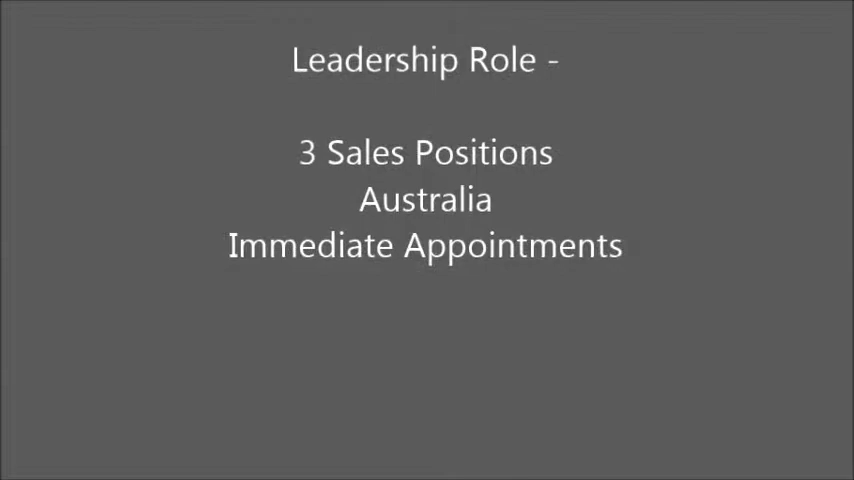 Leadership Role -
3 Sales Positions
Australia
Immediate Appointments